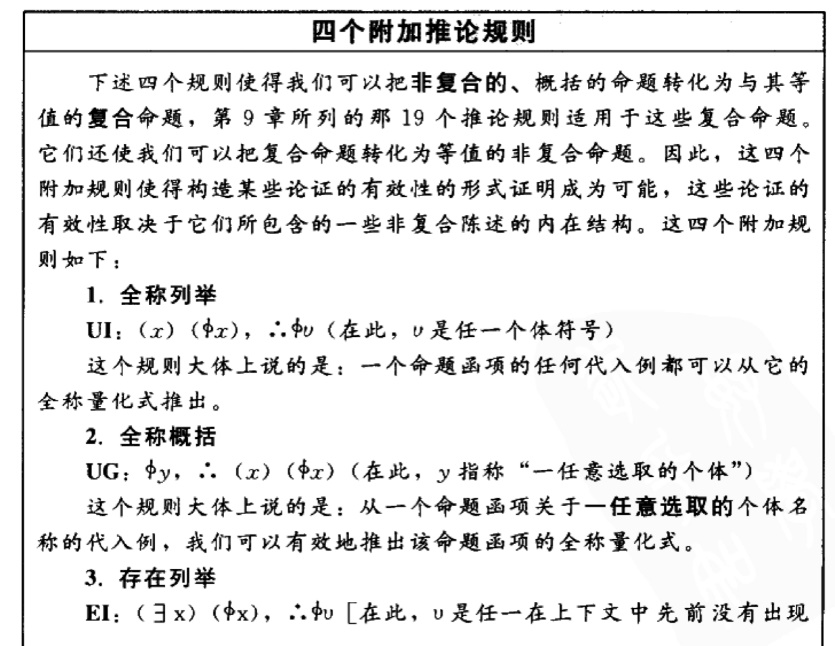 四个附加推论规则
下述四个规则使得我们可以把非复合的、概括的命题转化为与其等
值的复合命题，第 9 章所列的那 19 个推论规则适用于这些复合命题。
它们还使我们可以把复合命题转化为等值的非复合命题。因此，这四个
附加规则使得构造某些论证的有效性的形式证明成为可能，这些论证的
有效性取决于它们所包含的一些非复合陈述的内在结构。这四个附加规
则如下：
1. 全称列举
UI：(x) (ϕx)，∴ϕυ（在此，υ是任一个体符号）
这个规则大体上说的是：一个命题函项的任何代入例都可以从它的
全称量化式推出。
2. 全称概括
UG：ϕy，∴ (x) (ϕx)（在此，y 指称“一任意选取的个体”）
这个规则大体上说的是：从一个命题函项关于一任意选取的个体名
称的代入例，我们可以有效地推出该命题函项的全称量化式。
3. 存在列举
EI：(∃x) (ϕx)，∴ϕυ [在此，υ是任一在上下文中先前没有出现